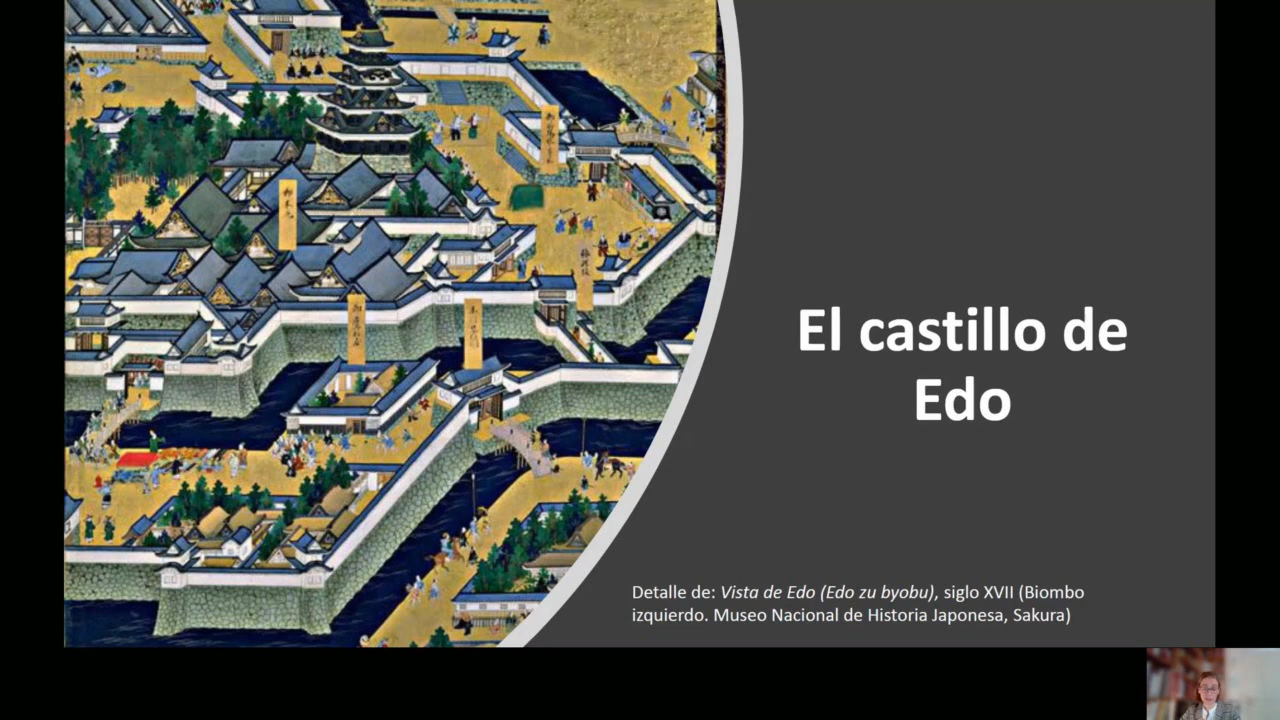 El castillo de
Edo
Detalle de: Vista de Edo (Edo zu byobu), siglo XVII (Biombo
izquierdo. Museo Nacional de Historia Japonesa, Sakura)